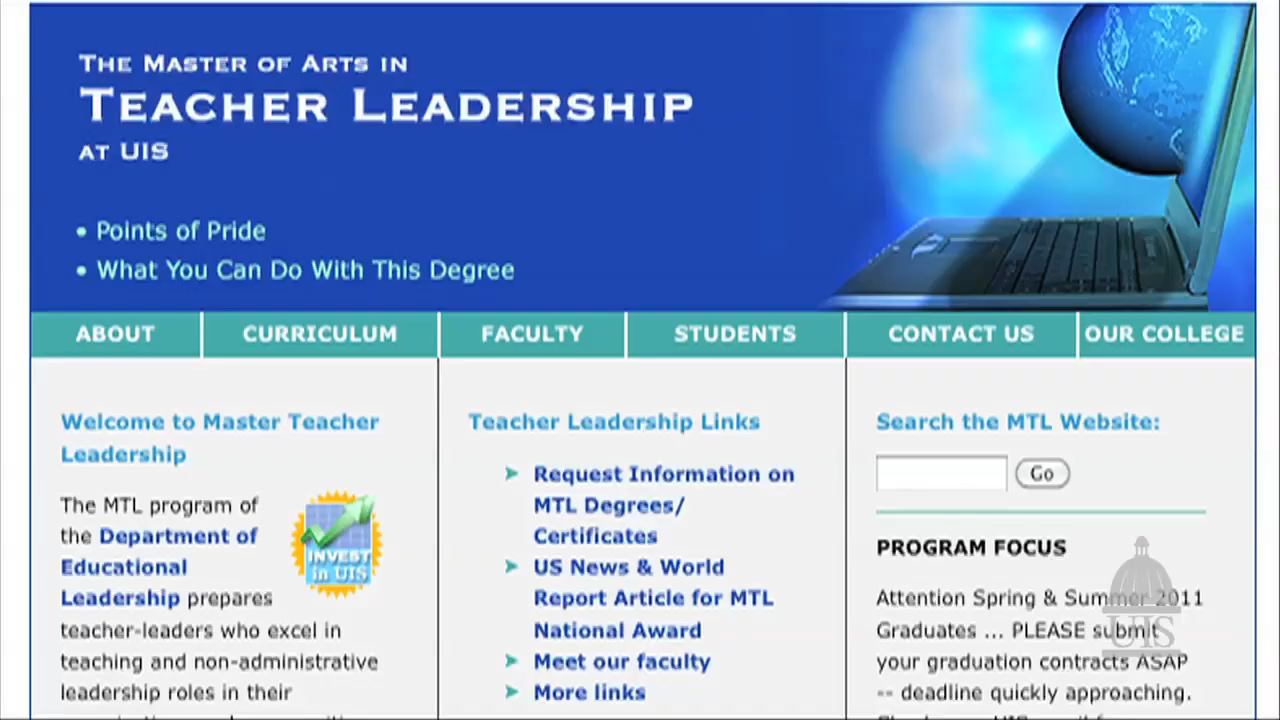 THE MASTER OF ARTS IN
TEACHER LEADERSHIP
AT UIS
• Points of Pride
• What You Can Do With This Degree
ABOUT
CURRICULUM
FACULTY
STUDENTS
CONTACT US
OUR COLLEGE
Welcome to Master Teacher
Leadership
The MTL program of
the Department of
Educational
Leadership prepares
teacher-leaders who excel in
teaching and non-administrative
leadership roles in their
INVEST
in UIS
Teacher Leadership Links
Request Information on
MTL Degrees/
Certificates
US News & World
Report Article for MTL
National Award
Meet our faculty
More links
Search the MTL Website:
Go
PROGRAM FOCUS
Attention Spring & Summer 2011
Graduates ... PLEASE submit
your graduation contracts ASAP
-- deadline quickly approaching.
UIS